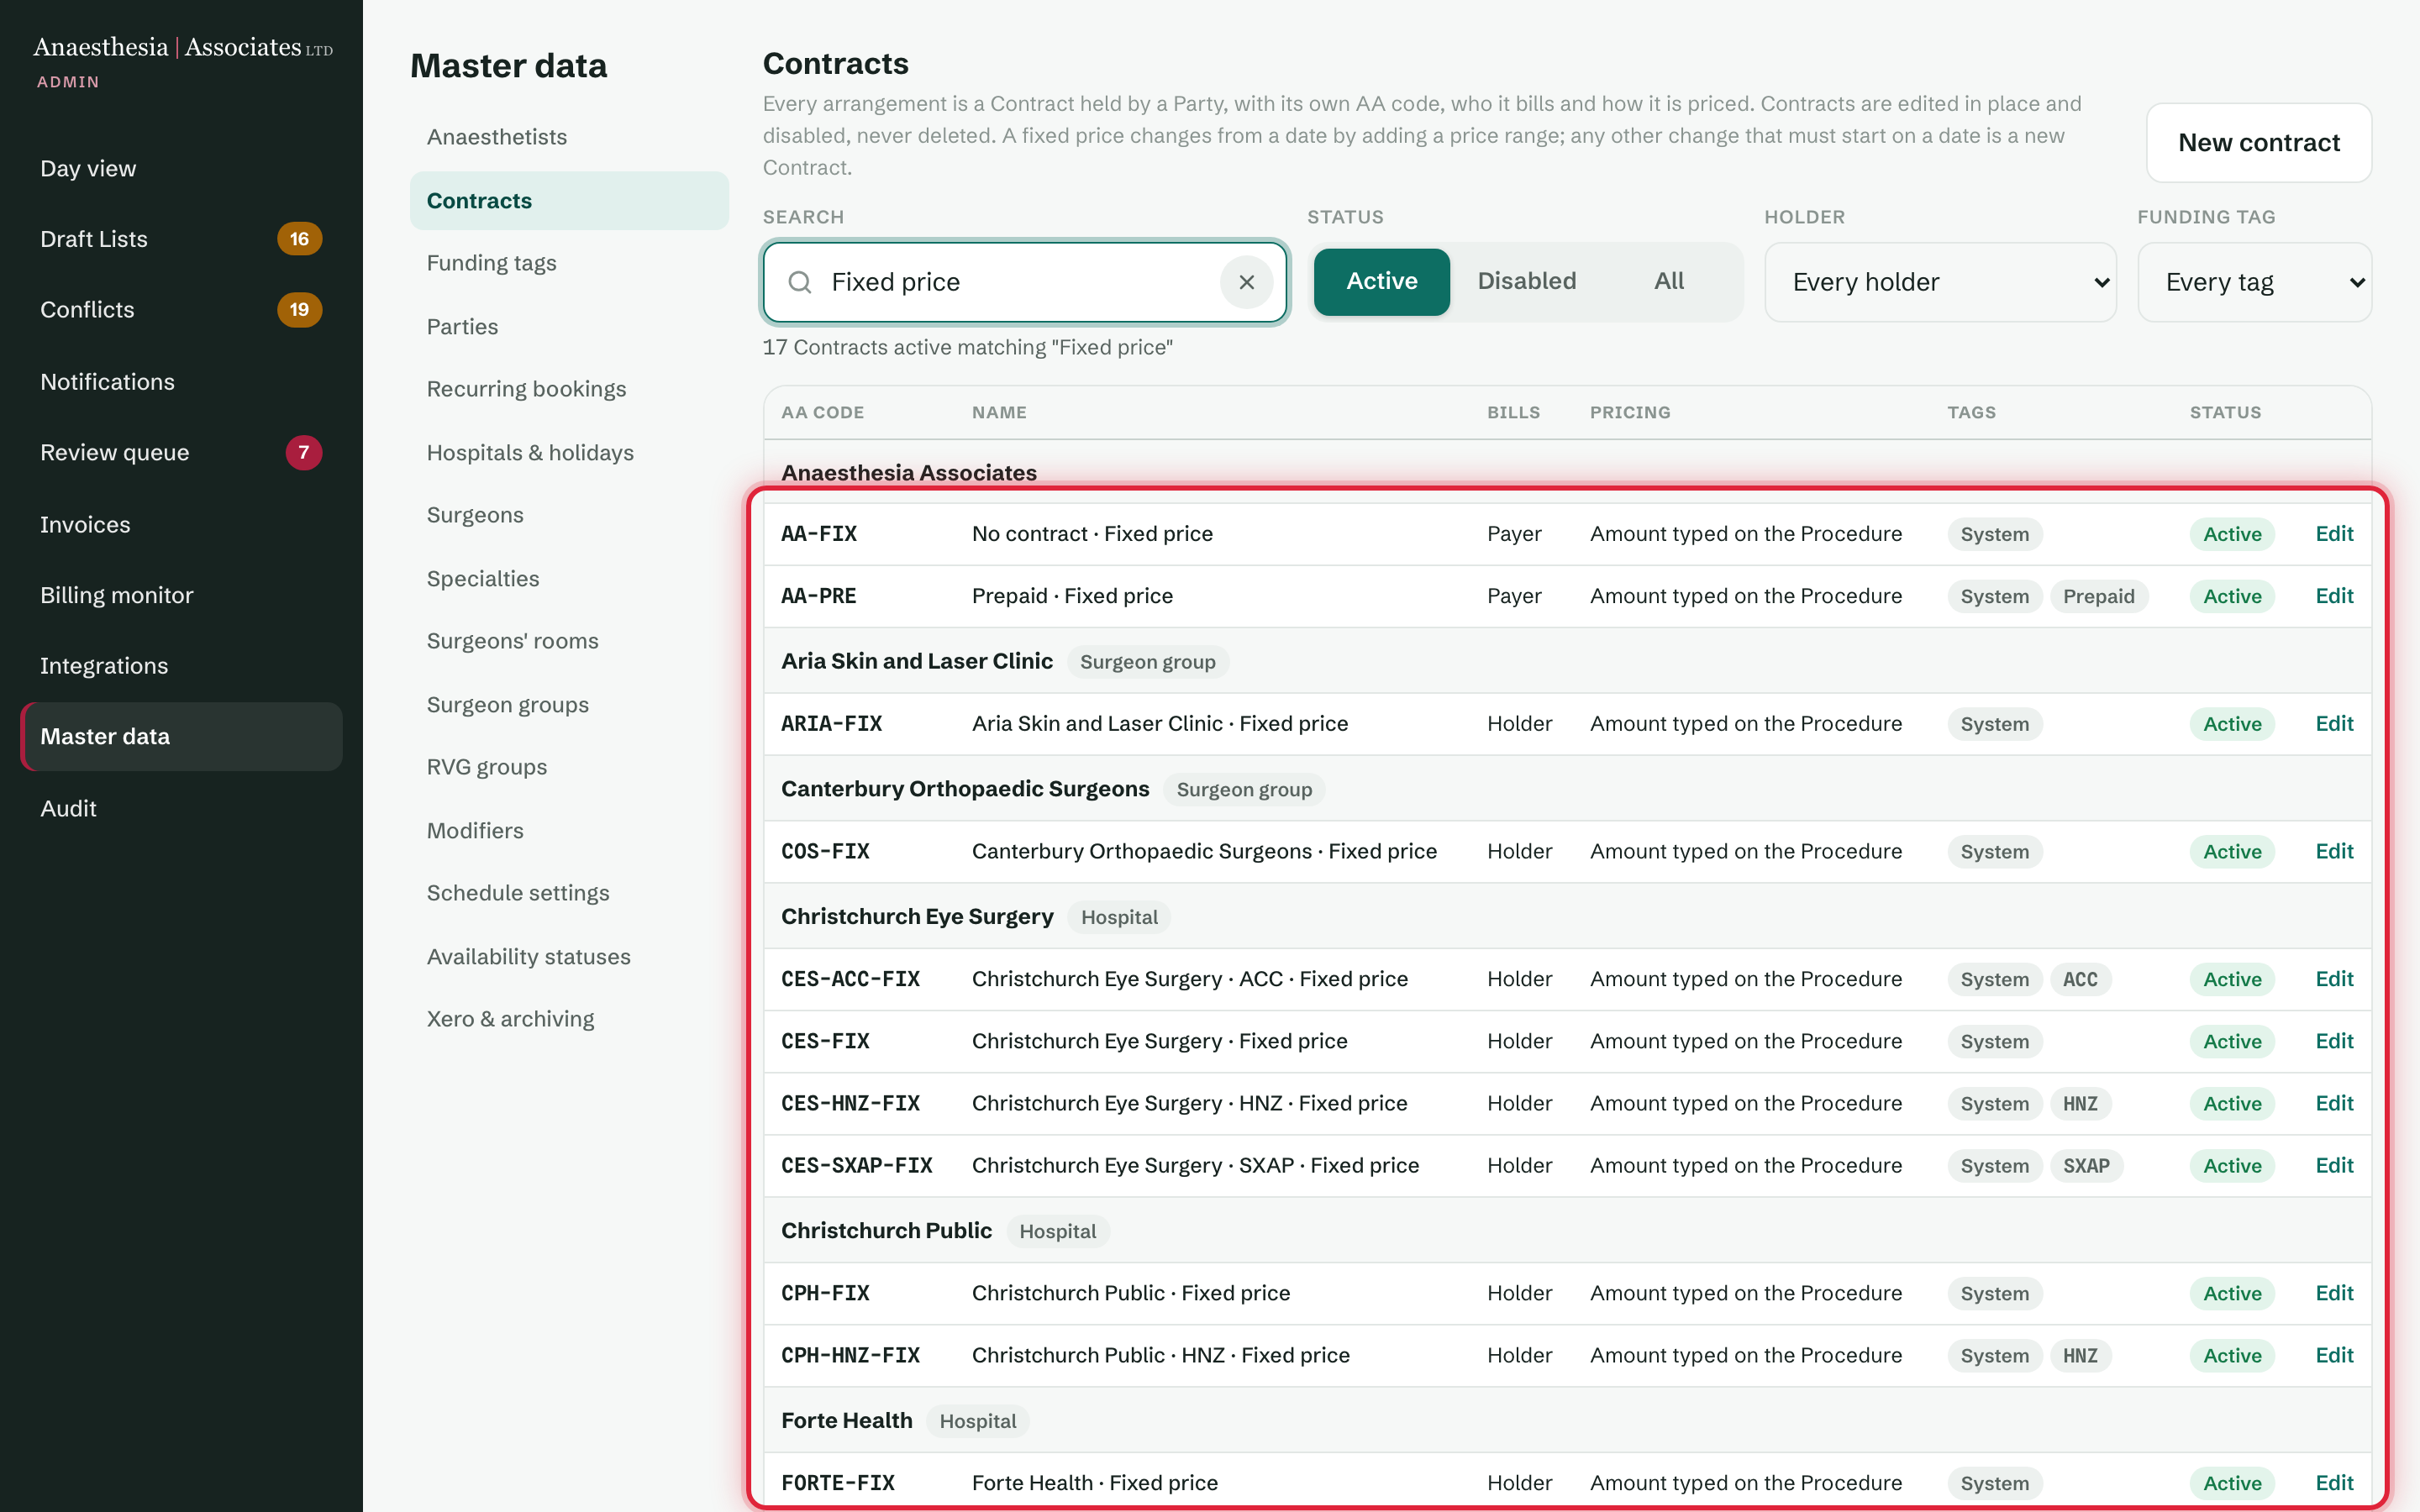 Anaesthesia | Associates LTD
ADMIN
Day view
Draft Lists 16
Conflicts 19
Notifications
Review queue 7
Invoices
Billing monitor
Integrations
Master data
Audit
Master data
Anaesthetists
Contracts
Funding tags
Parties
Recurring bookings
Hospitals & holidays
Surgeons
Specialties
Surgeons' rooms
Surgeon groups
RVG groups
Modifiers
Schedule settings
Availability statuses
Xero & archiving
Contracts
Every arrangement is a Contract held by a Party, with its own AA code, who it bills and how it is priced. Contracts are edited in place and
disabled, never deleted. A fixed price changes from a date by adding a price range; any other change that must start on a date is a new
Contract.
New contract
SEARCH STATUS HOLDER FUNDING TAG
Fixed price Active Disabled All Every holder Every tag
17 Contracts active matching "Fixed price"
AA CODE NAME BILLS PRICING TAGS STATUS
Anaesthesia Associates
AA-FIX No contract · Fixed price Payer Amount typed on the Procedure System Active Edit
AA-PRE Prepaid · Fixed price Payer Amount typed on the Procedure System Prepaid Active Edit
Aria Skin and Laser Clinic Surgeon group
ARIA-FIX Aria Skin and Laser Clinic · Fixed price Holder Amount typed on the Procedure System Active Edit
Canterbury Orthopaedic Surgeons Surgeon group
COS-FIX Canterbury Orthopaedic Surgeons · Fixed price Holder Amount typed on the Procedure System Active Edit
Christchurch Eye Surgery Hospital
CES-ACC-FIX Christchurch Eye Surgery · ACC · Fixed price Holder Amount typed on the Procedure System ACC Active Edit
CES-FIX Christchurch Eye Surgery · Fixed price Holder Amount typed on the Procedure System Active Edit
CES-HNZ-FIX Christchurch Eye Surgery · HNZ · Fixed price Holder Amount typed on the Procedure System HNZ Active Edit
CES-SXAP-FIX Christchurch Eye Surgery · SXAP · Fixed price Holder Amount typed on the Procedure System SXAP Active Edit
Christchurch Public Hospital
CPH-FIX Christchurch Public · Fixed price Holder Amount typed on the Procedure System Active Edit
CPH-HNZ-FIX Christchurch Public · HNZ · Fixed price Holder Amount typed on the Procedure System HNZ Active Edit
Forte Health Hospital
FORTE-FIX Forte Health · Fixed price Holder Amount typed on the Procedure System Active Edit